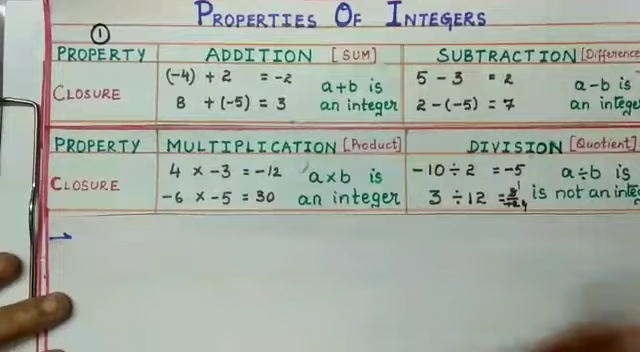 PROPERTIES OF INTEGERS
1
PROPERTY ADDITION [SUM] SUBTRACTION [Difference
CLOSURE
(-4) + 2 = -2
8 + (-5) = 3
a+b is
an integer
5 - 3 = 2
2 - (-5) = 7
a-b is
an intege
PROPERTY MULTIPLICATION [Product] DIVISION [Quotient]
CLOSURE
4 × -3 = -12
-6 × -5 = 30
a×b is
an integer
-10 ÷ 2 = -5
3 ÷ 12 =
a÷b is
is not an inte